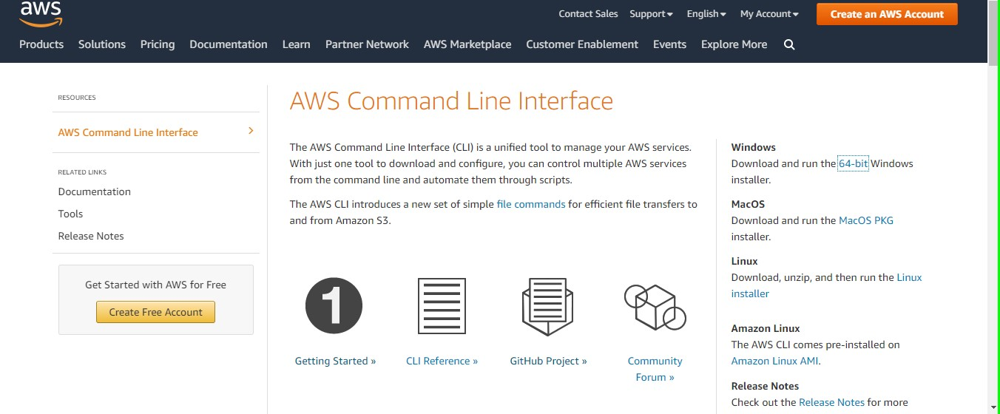 aws
Contact Sales Support English My Account Create an AWS Account
Products Solutions Pricing Documentation Learn Partner Network AWS Marketplace Customer Enablement Events Explore More
RESOURCES
AWS Command Line Interface
RELATED LINKS
Documentation
Tools
Release Notes
Get Started with AWS for Free
Create Free Account
AWS Command Line Interface
The AWS Command Line Interface (CLI) is a unified tool to manage your AWS services.
With just one tool to download and configure, you can control multiple AWS services
from the command line and automate them through scripts.
The AWS CLI introduces a new set of simple file commands for efficient file transfers to
and from Amazon S3.
1
Getting Started »
CLI Reference »
GitHub Project »
Community
Forum »
Windows
Download and run the 64-bit Windows
installer.
MacOS
Download and run the MacOS PKG
installer.
Linux
Download, unzip, and then run the Linux
installer
Amazon Linux
The AWS CLI comes pre-installed on
Amazon Linux AMI.
Release Notes
Check out the Release Notes for more